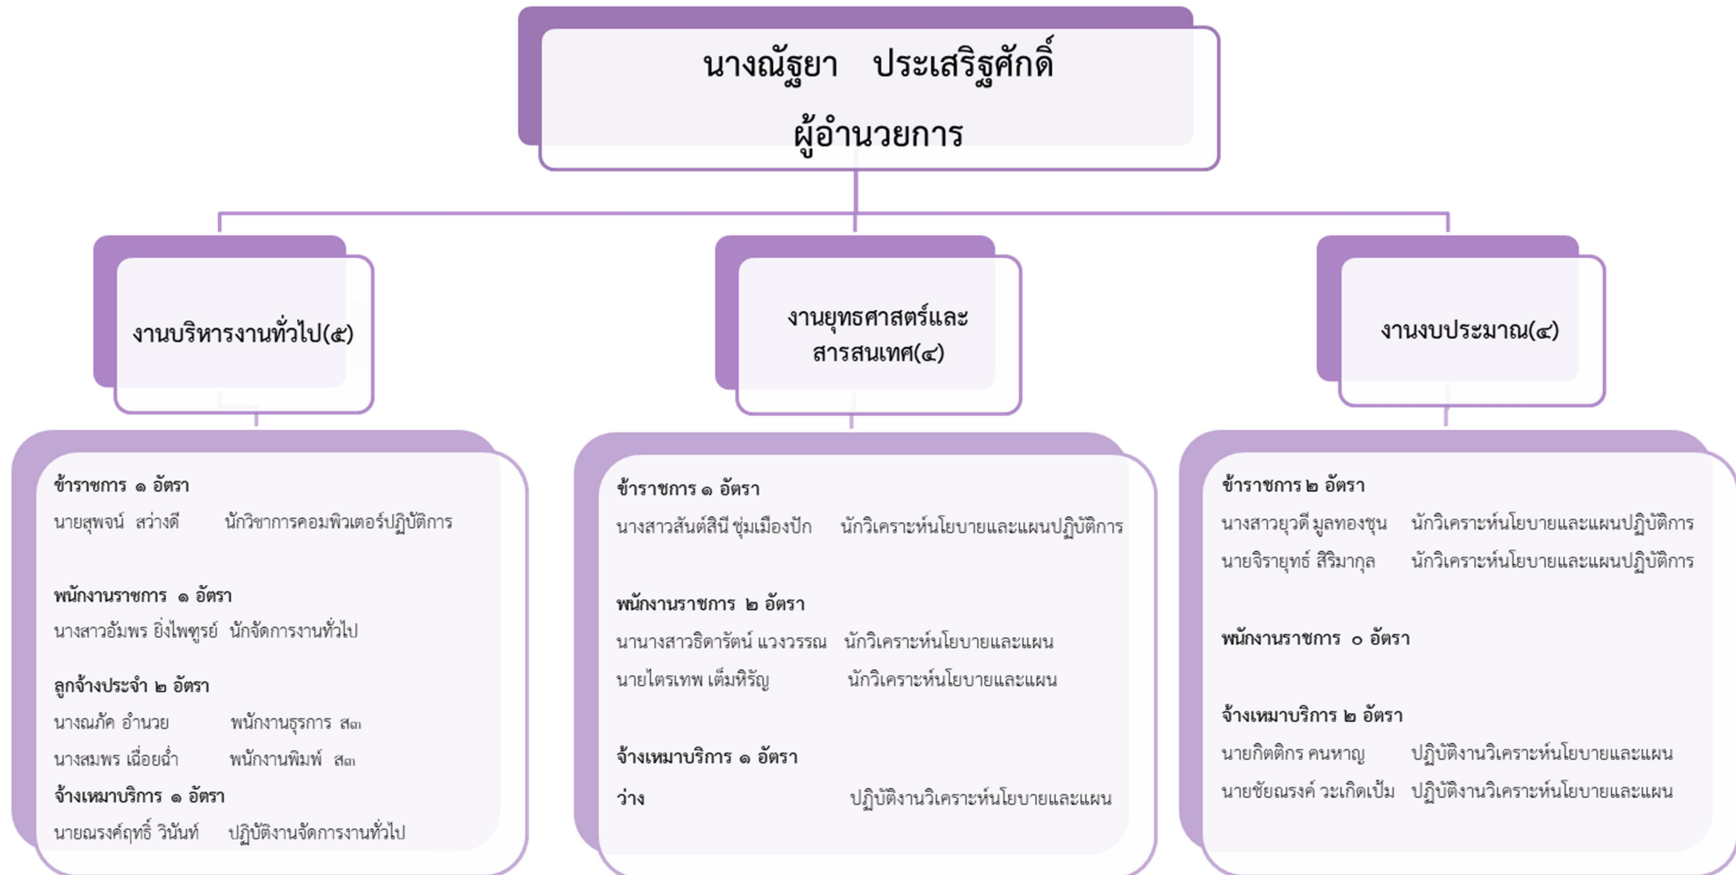 นางณัฐยา ประเสริฐศักดิ์
ผู้อำนวยการ
งานบริหารงานทั่วไป(๕)
งานยุทธศาสตร์และ
สารสนเทศ(๔)
งานงบประมาณ(๔)
ข้าราชการ ๑ อัตรา
นายสุพจน์ สว่างดี นักวิชาการคอมพิวเตอร์ปฏิบัติการ
พนักงานราชการ ๑ อัตรา
นางสาวอัมพร ยิ่งไพฑูรย์ นักจัดการงานทั่วไป
ลูกจ้างประจำ ๒ อัตรา
นางณภัค อำนวย พนักงานธุรการ ส๓
นางสมพร เฉื่อยฉ่ำ พนักงานพิมพ์ ส๓
จ้างเหมาบริการ ๑ อัตรา
นายณรงค์ฤทธิ์ วินันท์ ปฏิบัติงานจัดการงานทั่วไป
ข้าราชการ ๑ อัตรา
นางสาวสันต์สินี ชุ่มเมืองปัก นักวิเคราะห์นโยบายและแผนปฏิบัติการ
พนักงานราชการ ๒ อัตรา
นานางสาวธิดารัตน์ แวงวรรณ นักวิเคราะห์นโยบายและแผน
นายไตรเทพ เต็มหิรัญ นักวิเคราะห์นโยบายและแผน
จ้างเหมาบริการ ๑ อัตรา
ว่าง ปฏิบัติงานวิเคราะห์นโยบายและแผน
ข้าราชการ ๒ อัตรา
นางสาวยุวดี มูลทองชุน นักวิเคราะห์นโยบายและแผนปฏิบัติการ
นายจิรายุทธ์ สิริมากุล นักวิเคราะห์นโยบายและแผนปฏิบัติการ
พนักงานราชการ ๐ อัตรา
จ้างเหมาบริการ ๒ อัตรา
นายกิตติกร คนหาญ ปฏิบัติงานวิเคราะห์นโยบายและแผน
นายชัยณรงค์ วะเกิดเป้ม ปฏิบัติงานวิเคราะห์นโยบายและแผน